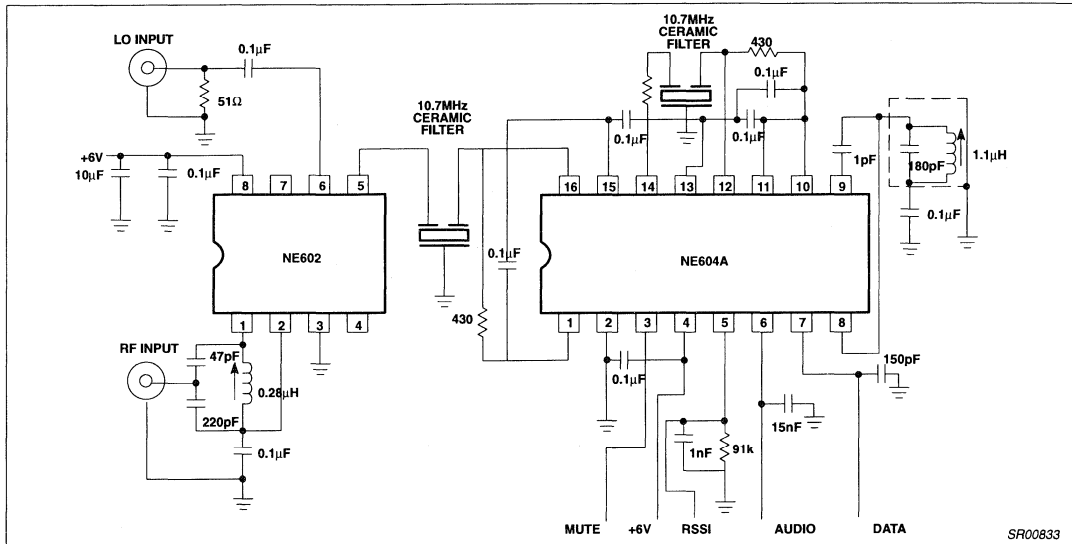 LO INPUT
0.1μF
51Ω
+6V
10μF
0.1μF
8
7
6
5
NE602
1
2
3
4
RF INPUT
47pF
0.28μH
220pF
0.1μF
10.7MHz
CERAMIC
FILTER
430
0.1μF
10.7MHz
CERAMIC
FILTER
430
0.1μF
0.1μF
0.1μF
1pF
180pF
1.1μH
0.1μF
16
15
14
13
12
11
10
9
NE604A
1
2
3
4
5
6
7
8
0.1μF
1nF
91k
15nF
150pF
MUTE
+6V
RSSI
AUDIO
DATA
SR00833